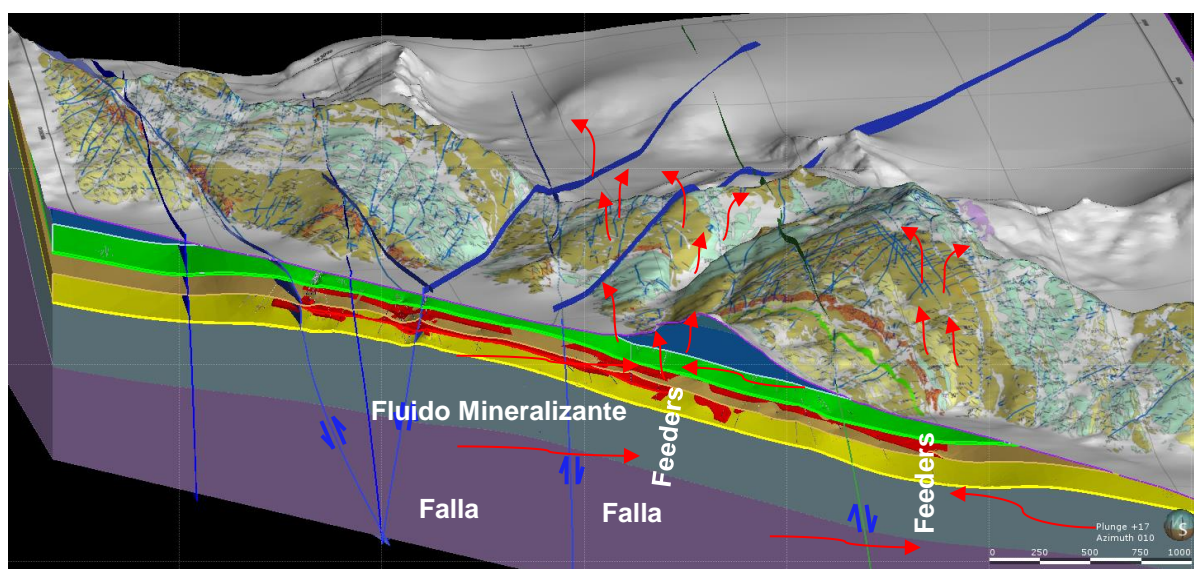 Fluido Mineralizante
Feeders
Falla
Falla
Feeders
Plunge +17
Azimuth 010
S
0 250 500 750 1000